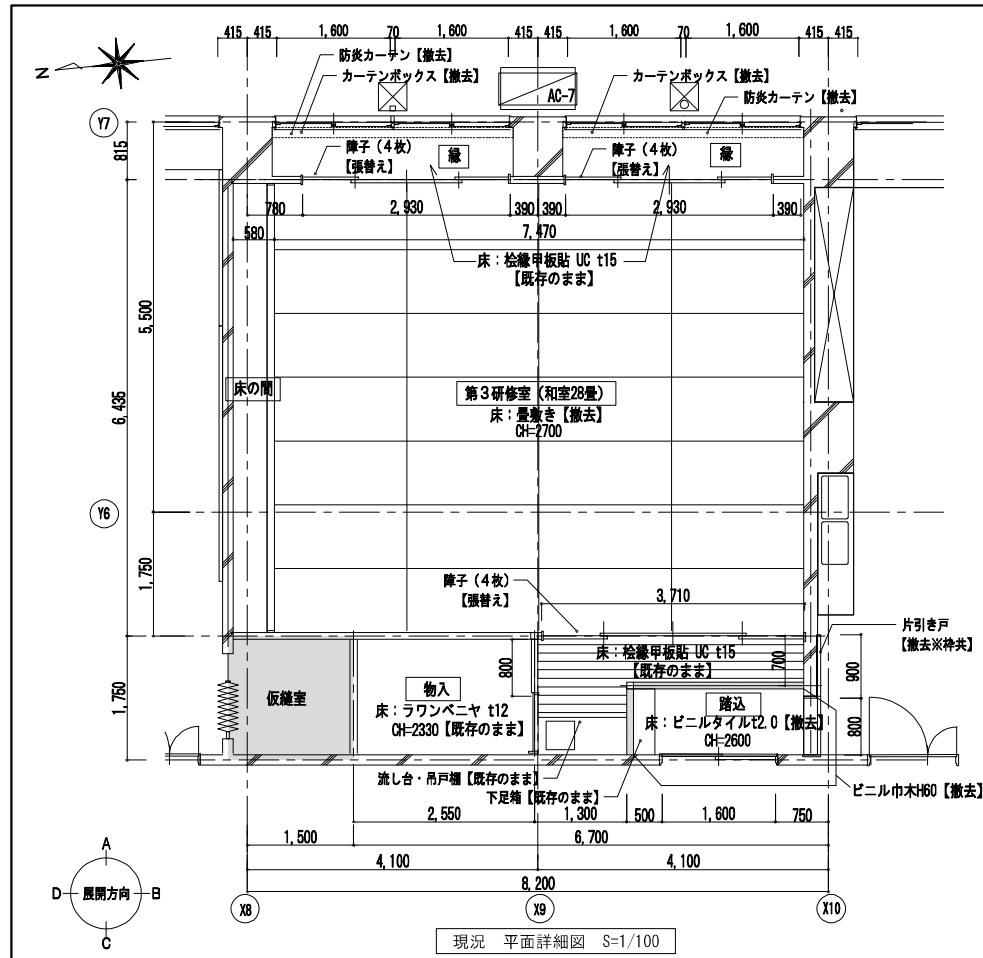 415 415 1,600 70 1,600 415 415 1,600 70 1,600 415 415
防炎カーテン【撤去】
カーテンボックス【撤去】
カーテンボックス【撤去】
防炎カーテン【撤去】
N
AC-7
Y7
815
障子(4枚)
【張替え】
縁
障子(4枚)
【張替え】
縁
780 2,930 390 390 2,930 390
580 7,470
床:桧縁甲板貼 UC t15
【既存のまま】
5,500
6,435
床の間
第3研修室(和室28畳)
床:畳敷き【撤去】
CH=2700
Y6
1,750
障子(4枚)
【張替え】
3,710
片引き戸
【撤去※枠共】
床:桧縁甲板貼 UC t15
【既存のまま】
800
700
900
1,750
仮縫室
物入
床:ラワンベニヤ t12
CH=2330【既存のまま】
踏込
床:ビニルタイルt2.0【撤去】
CH=2600
800
流し台・吊戸棚【既存のまま】
下足箱【既存のまま】
ビニル巾木H60【撤去】
2,550 1,300 500 1,600 750
1,500 6,700
4,100 4,100
8,200
A
D 展開方向 B
C
X8 X9 X10
現況 平面詳細図 S=1/100